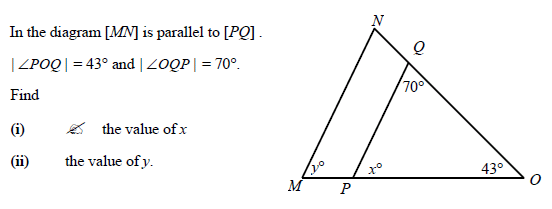 In the diagram [MN] is parallel to [PQ].
|∠POQ| = 43° and |∠OQP| = 70°.
Find
(i) the value of x
(ii) the value of y.
N
Q
70°
y°
x°
43°
M
P
O